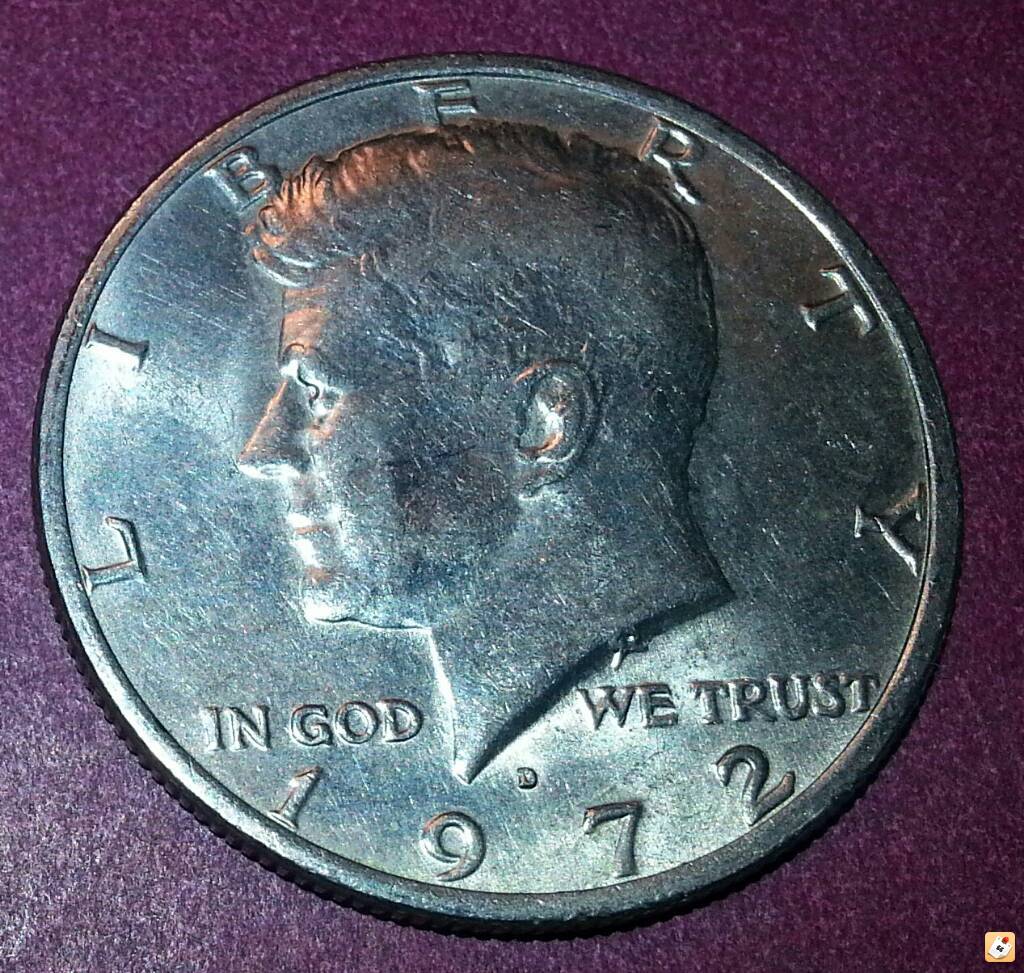 LIBERTY
IN GOD WE TRUST
D
1972